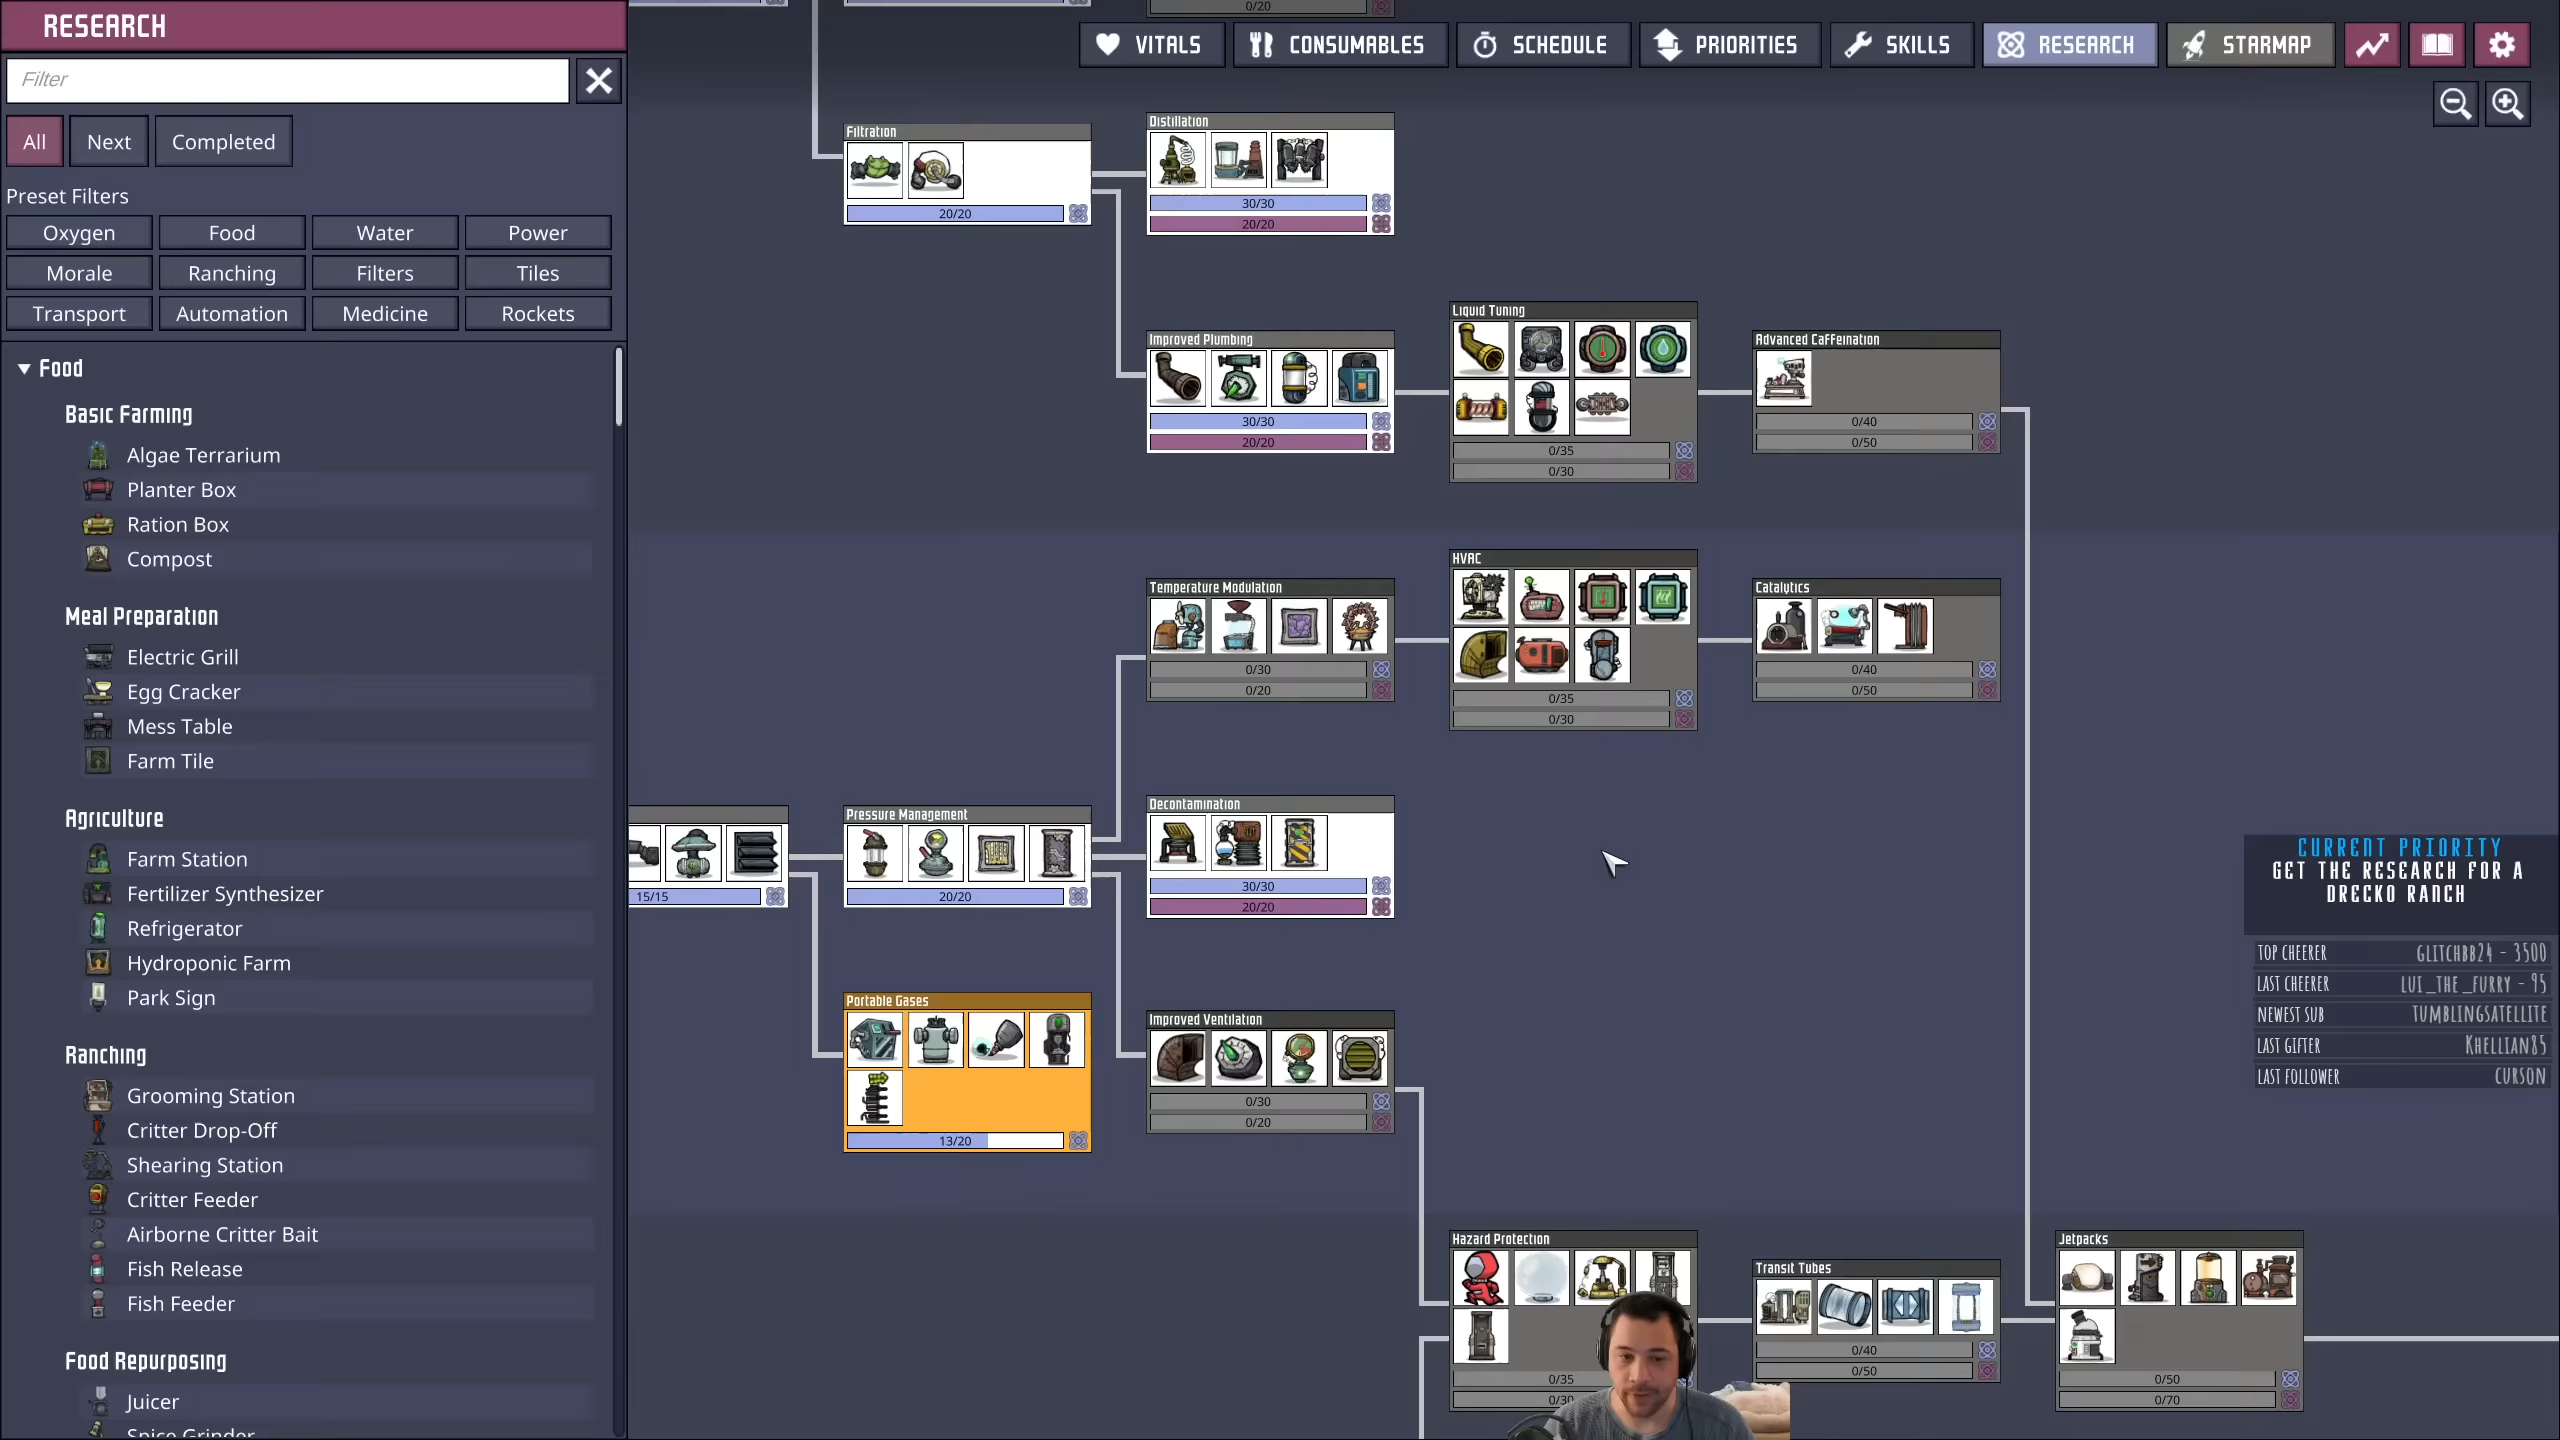 RESEARCH
VITALS
CONSUMABLES
SCHEDULE
PRIORITIES
SKILLS
RESEARCH
STARMAP
Filter
All
Next
Completed
Preset Filters
Oxygen
Food
Water
Power
Morale
Ranching
Filters
Tiles
Transport
Automation
Medicine
Rockets
Food
Basic Farming
Algae Terrarium
Planter Box
Ration Box
Compost
Meal Preparation
Electric Grill
Egg Cracker
Mess Table
Farm Tile
Agriculture
Farm Station
Fertilizer Synthesizer
Refrigerator
Hydroponic Farm
Park Sign
Ranching
Grooming Station
Critter Drop-Off
Shearing Station
Critter Feeder
Airborne Critter Bait
Fish Release
Fish Feeder
Food Repurposing
Juicer
Spice Grinder
0/20
Filtration
20/20
Distillation
30/30
20/20
Improved Plumbing
30/30
20/20
Liquid Tuning
0/35
0/30
Advanced Caffeination
0/40
0/50
Temperature Modulation
0/30
0/20
HVAC
0/35
0/30
Catalytics
0/40
0/50
15/15
Pressure Management
20/20
Decontamination
30/30
20/20
Portable Gases
13/20
Improved Ventilation
0/30
0/20
Hazard Protection
0/35
0/30
Transit Tubes
0/40
0/50
Jetpacks
0/50
0/70
CURRENT PRIORITY
GET THE RESEARCH FOR A
DRECKO RANCH
TOP CHEERER GLITCHBB24 - 3500
LAST CHEERER LUI_THE_FURRY - 95
NEWEST SUB TUMBLINGSATELLITE
LAST GIFTER KHELLIAN85
LAST FOLLOWER CURSON